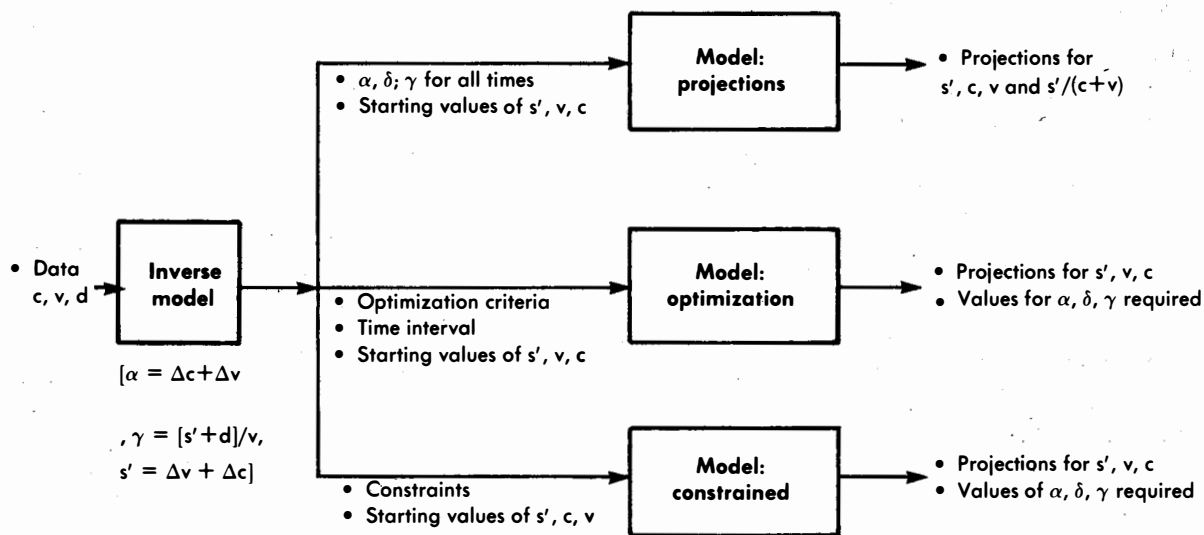 • α, δ; γ for all times
• Starting values of s′, v, c
Model:
projections
• Projections for
s′, c, v and s′/(c+v)
• Data
c, v, d
Inverse
model
[α = Δc+Δv
, γ = [s′+d]/v,
s′ = Δv + Δc]
• Optimization criteria
• Time interval
• Starting values of s′, v, c
Model:
optimization
• Projections for s′, v, c
• Values for α, δ, γ required
• Constraints
• Starting values of s′, c, v
Model:
constrained
• Projections for s′, v, c
• Values of α, δ, γ required